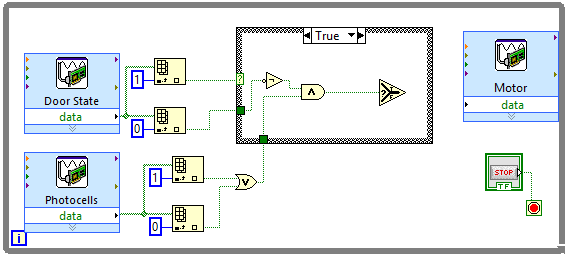 True
Door State
data
1
0
?
Motor
data
Photocells
data
1
0
STOP
TF
i